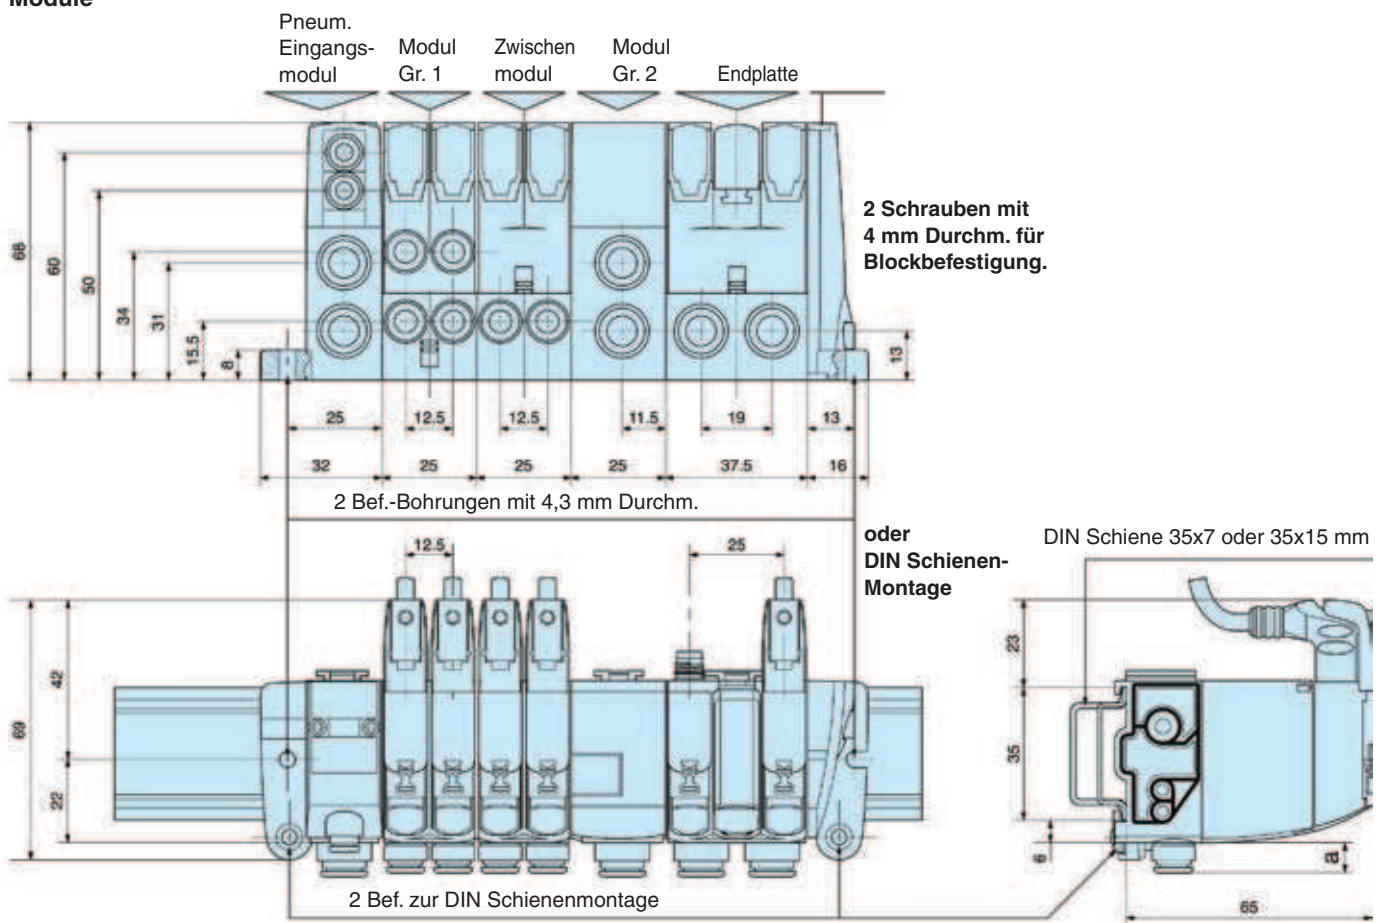 Module
Pneum.
Eingangs-
modul
Modul
Gr. 1
Zwischen
modul
Modul
Gr. 2
Endplatte
68
60
50
34
31
15.5
8
13
2 Schrauben mit
4 mm Durchm. für
Blockbefestigung.
25
12.5
12.5
11.5
19
13
32
25
25
25
37.5
16
2 Bef.-Bohrungen mit 4,3 mm Durchm.
oder
DIN Schienen-
Montage
DIN Schiene 35x7 oder 35x15 mm
12.5
25
69
42
22
23
35
6
a
65
2 Bef. zur DIN Schienenmontage